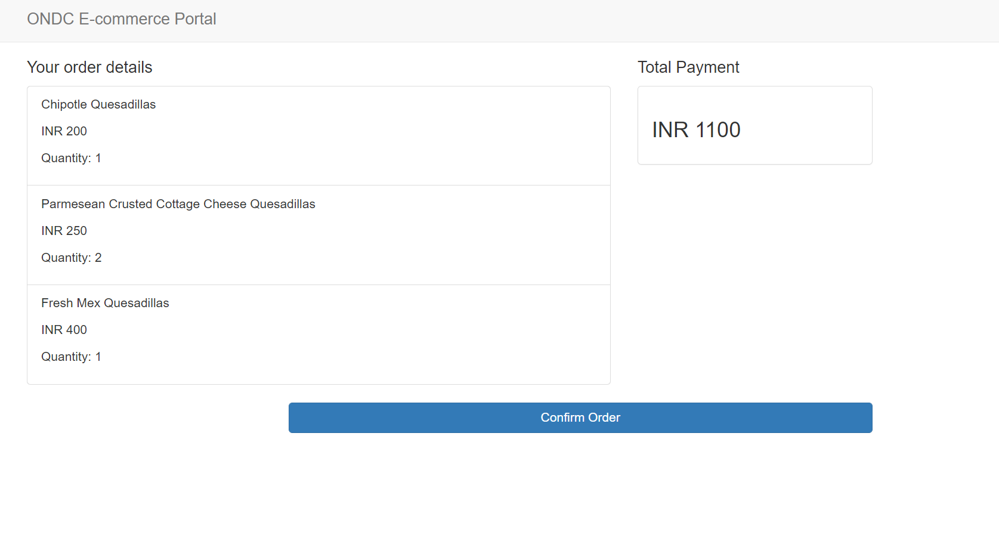 ONDC E-commerce Portal
Your order details
Chipotle Quesadillas
INR 200
Quantity: 1
Parmesean Crusted Cottage Cheese Quesadillas
INR 250
Quantity: 2
Fresh Mex Quesadillas
INR 400
Quantity: 1
Total Payment
INR 1100
Confirm Order